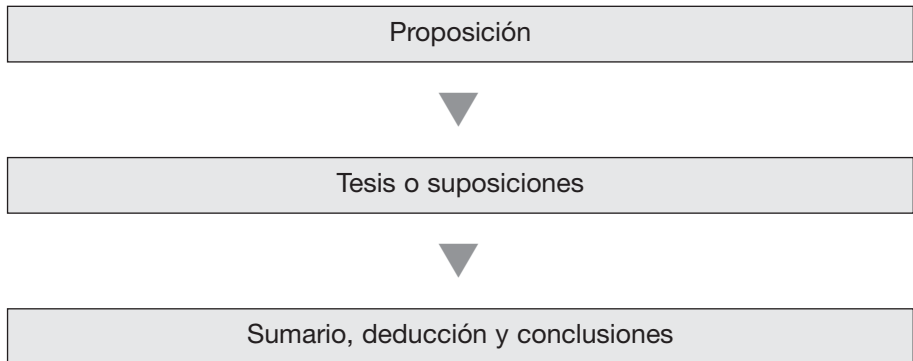 Proposición
Tesis o suposiciones
Sumario, deducción y conclusiones